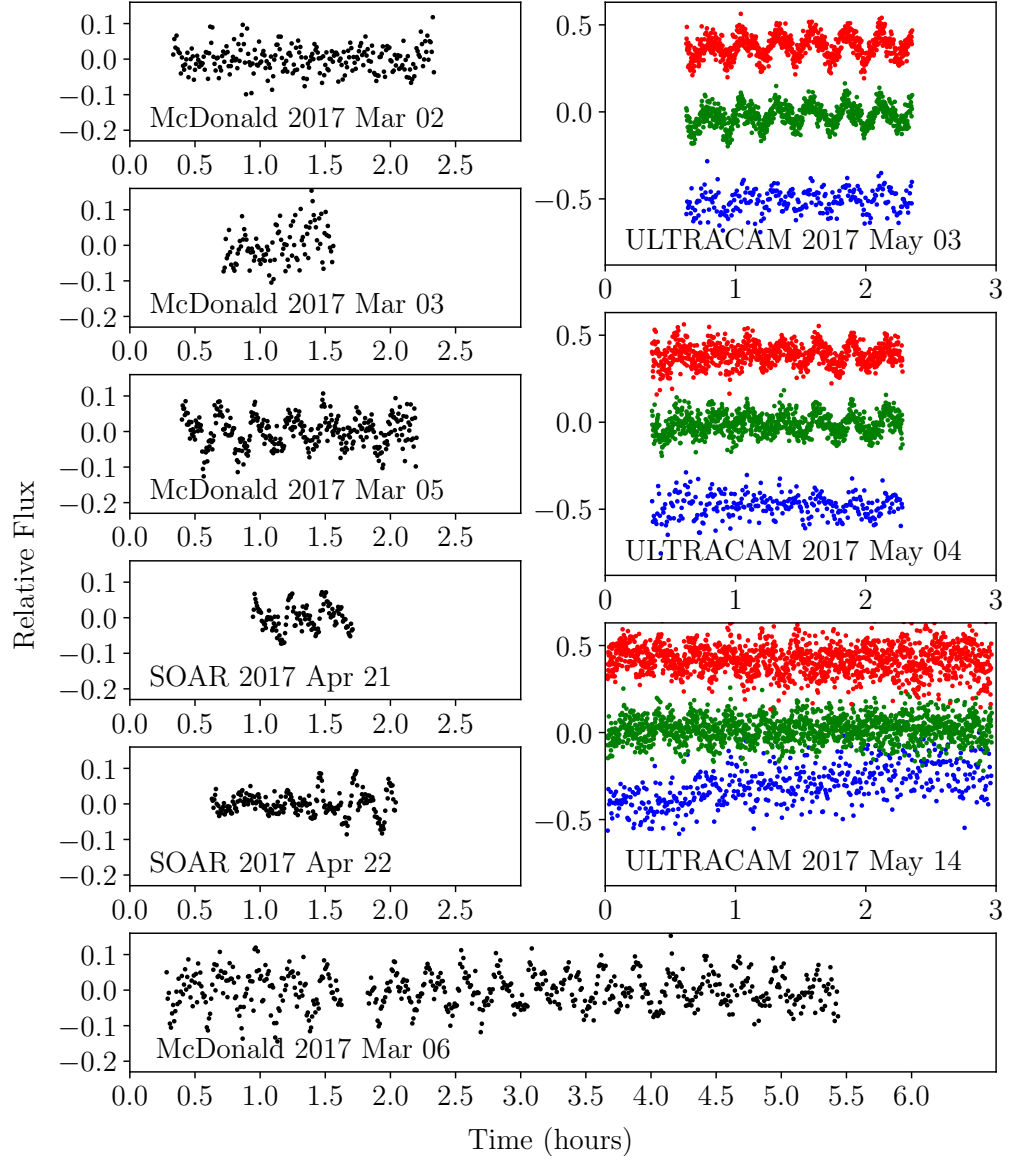 0.1
0.0
−0.1
−0.2
McDonald 2017 Mar 02
0.0 0.5 1.0 1.5 2.0 2.5
0.1
0.0
−0.1
−0.2
McDonald 2017 Mar 03
0.0 0.5 1.0 1.5 2.0 2.5
0.1
0.0
−0.1
−0.2
McDonald 2017 Mar 05
0.0 0.5 1.0 1.5 2.0 2.5
0.1
0.0
−0.1
−0.2
SOAR 2017 Apr 21
0.0 0.5 1.0 1.5 2.0 2.5
0.1
0.0
−0.1
−0.2
SOAR 2017 Apr 22
0.0 0.5 1.0 1.5 2.0 2.5
0.5
0.0
−0.5
ULTRACAM 2017 May 03
0 1 2 3
0.5
0.0
−0.5
ULTRACAM 2017 May 04
0 1 2 3
0.5
0.0
−0.5
ULTRACAM 2017 May 14
0 1 2 3
0.1
0.0
−0.1
−0.2
McDonald 2017 Mar 06
0.0 0.5 1.0 1.5 2.0 2.5 3.0 3.5 4.0 4.5 5.0 5.5 6.0
Time (hours)
Relative Flux